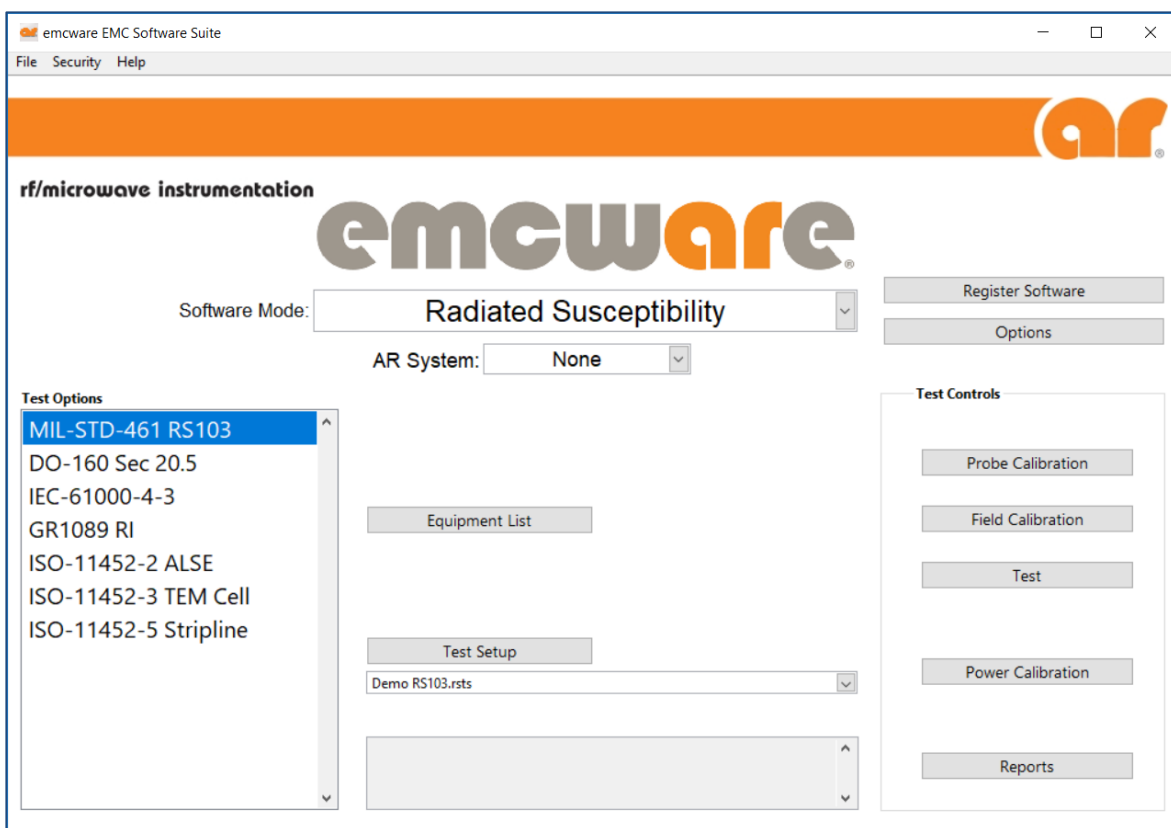 emcware EMC Software Suite
File Security Help
ar®
rf/microwave instrumentation
emcware®
Software Mode: Radiated Susceptibility
Register Software
Options
AR System: None
Test Options
MIL-STD-461 RS103
DO-160 Sec 20.5
IEC-61000-4-3
GR1089 RI
ISO-11452-2 ALSE
ISO-11452-3 TEM Cell
ISO-11452-5 Stripline
Equipment List
Test Setup
Demo RS103.rsts
Test Controls
Probe Calibration
Field Calibration
Test
Power Calibration
Reports